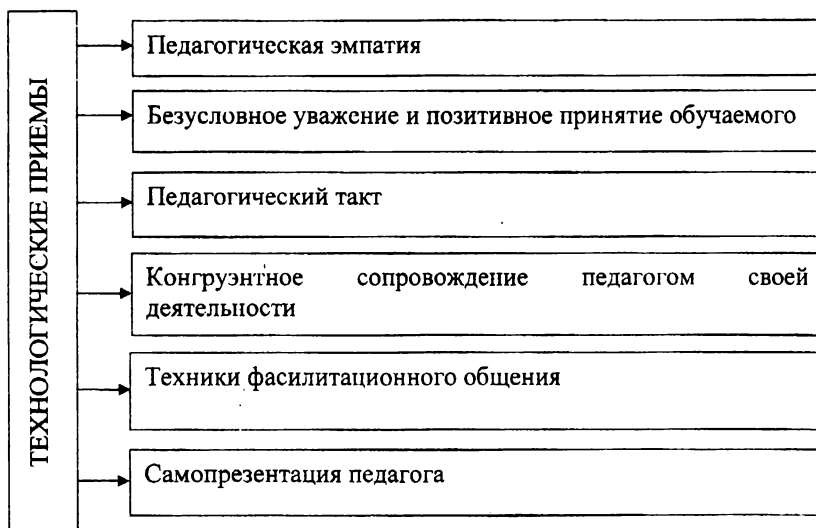 ТЕХНОЛОГИЧЕСКИЕ ПРИЕМЫ
Педагогическая эмпатия
Безусловное уважение и позитивное принятие обучаемого
Педагогический такт
Конгруэнтное сопровождение педагогом своей
деятельности
Техники фасилитационного общения
Самопрезентация педагога